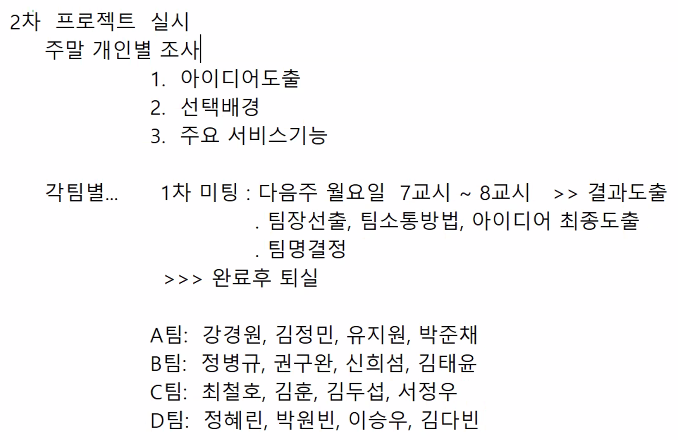 2차 프로젝트 실시
주말 개인별 조사
1. 아이디어도출
2. 선택배경
3. 주요 서비스기능
각팀별... 1차 미팅 : 다음주 월요일 7교시 ~ 8교시 >> 결과도출
. 팀장선출, 팀소통방법, 아이디어 최종도출
. 팀명결정
>>> 완료후 퇴실
A팀: 강경원, 김정민, 유지원, 박준채
B팀: 정병규, 권구완, 신희섬, 김태윤
C팀: 최철호, 김훈, 김두섭, 서정우
D팀: 정혜린, 박원빈, 이승우, 김다빈